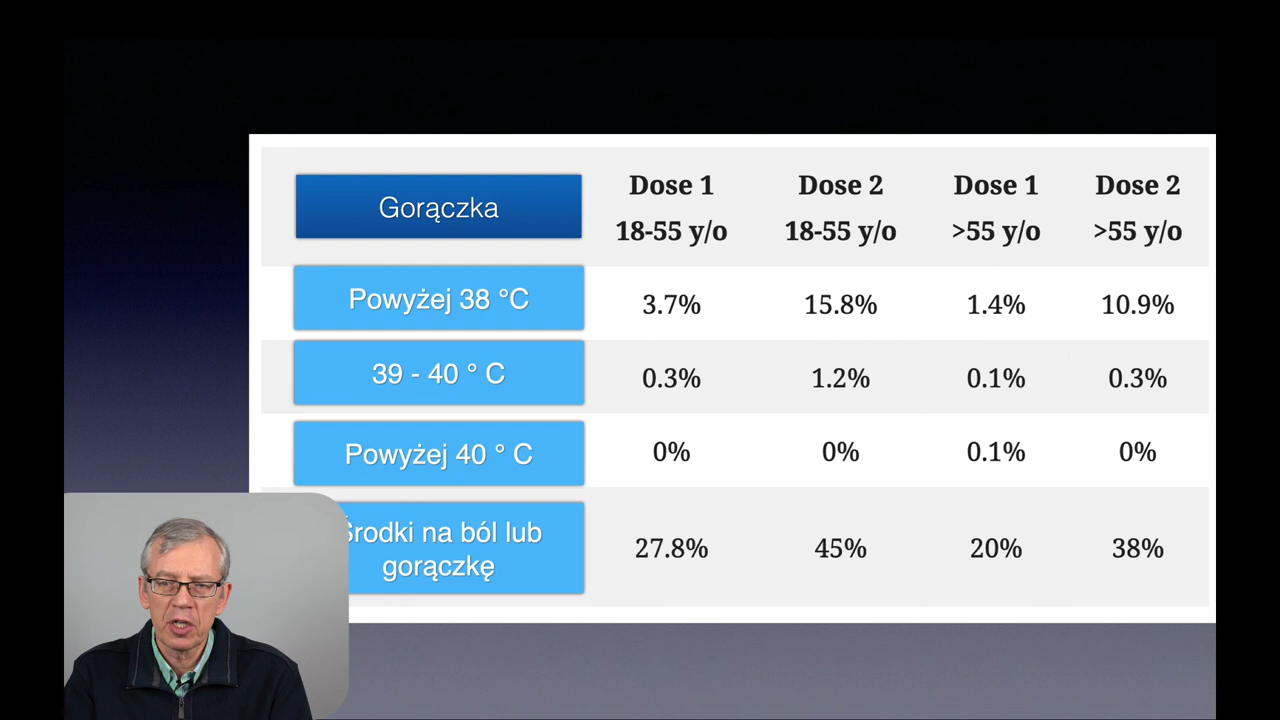 Gorączka
Dose 1 Dose 2 Dose 1 Dose 2
18-55 y/o 18-55 y/o >55 y/o >55 y/o
Powyżej 38 °C 3.7% 15.8% 1.4% 10.9%
39 - 40 ° C 0.3% 1.2% 0.1% 0.3%
Powyżej 40 ° C 0% 0% 0.1% 0%
Środki na ból lub
gorączkę
27.8% 45% 20% 38%